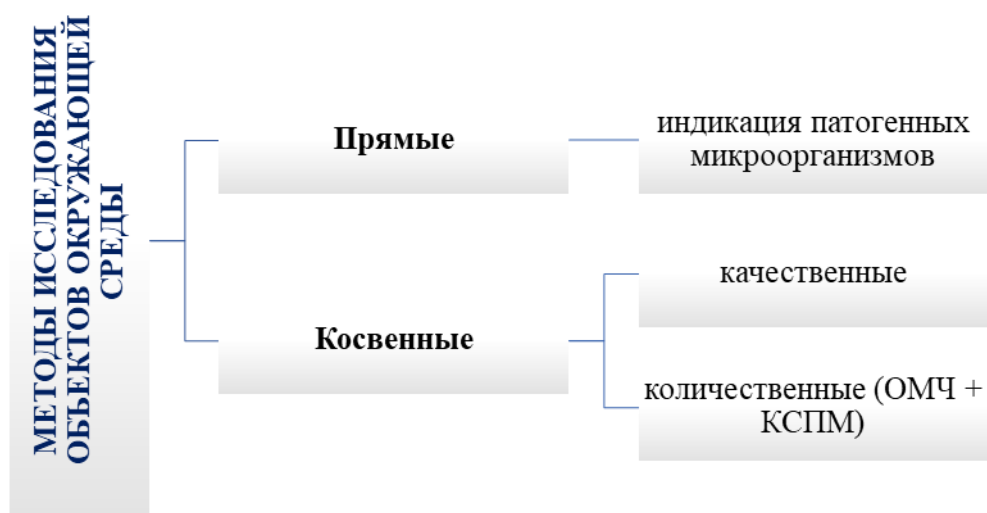 МЕТОДЫ ИССЛЕДОВАНИЯ
ОБЪЕКТОВ ОКРУЖАЮЩЕЙ
СРЕДЫ
Прямые
индикация патогенных
микроорганизмов
Косвенные
качественные
количественные (ОМЧ +
КСПМ)